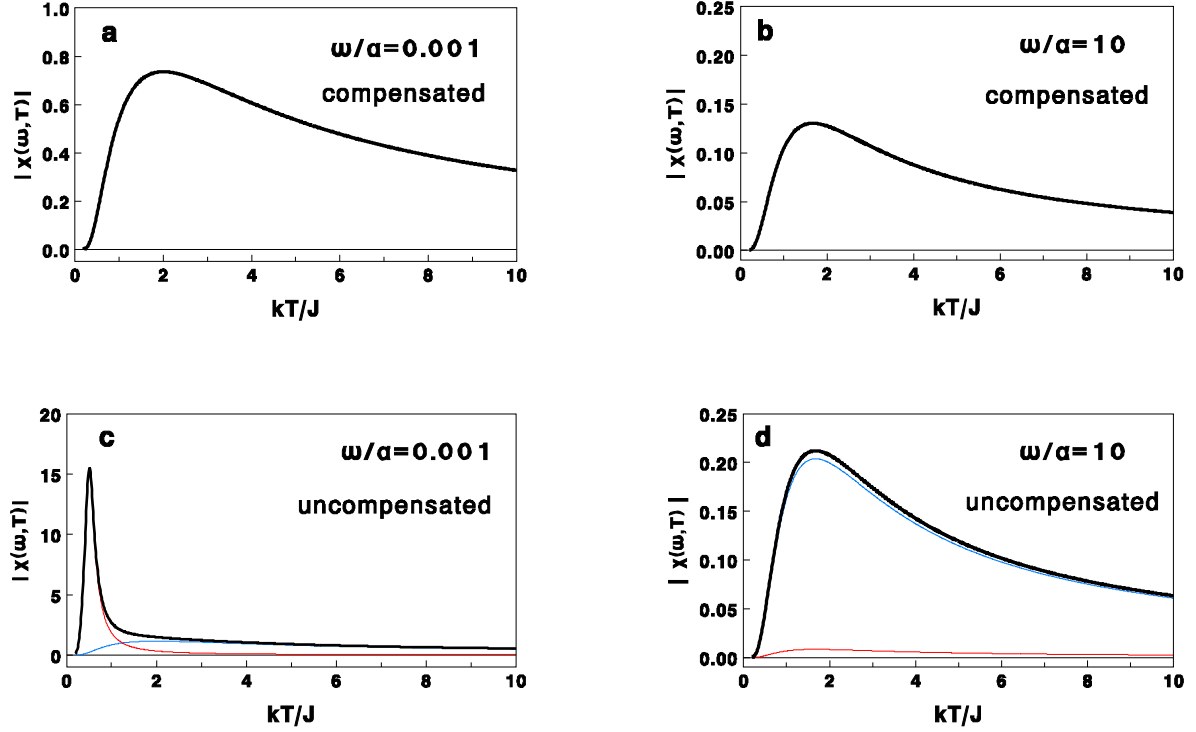 a
ω/α=0.001
compensated
| χ(ω,T)|
1.0
0.8
0.6
0.4
0.2
0.0
0 2 4 6 8 10
kT/J
b
ω/α=10
compensated
| χ(ω,T)|
0.25
0.20
0.15
0.10
0.05
0.00
0 2 4 6 8 10
kT/J
c
ω/α=0.001
uncompensated
| χ(ω,T)|
20
15
10
5
0
0 2 4 6 8 10
kT/J
d
ω/α=10
uncompensated
| χ(ω,T) |
0.25
0.20
0.15
0.10
0.05
0.00
0 2 4 6 8 10
kT/J